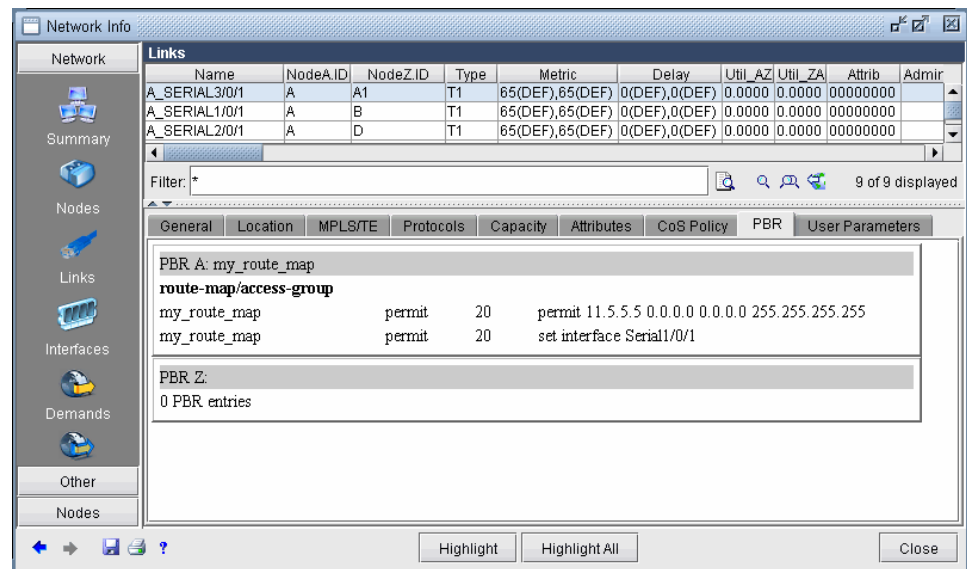 Network Info
Network
Summary
Nodes
Links
Interfaces
Demands
Other
Nodes
Links
Name NodeA.ID NodeZ.ID Type Metric Delay Util_AZ Util_ZA Attrib Admir
A_SERIAL3/0/1 A A1 T1 65(DEF),65(DEF) 0(DEF),0(DEF) 0.0000 0.0000 00000000
A_SERIAL1/0/1 A B T1 65(DEF),65(DEF) 0(DEF),0(DEF) 0.0000 0.0000 00000000
A_SERIAL2/0/1 A D T1 65(DEF),65(DEF) 0(DEF),0(DEF) 0.0000 0.0000 00000000
Filter: * 9 of 9 displayed
General Location MPLS/TE Protocols Capacity Attributes CoS Policy PBR User Parameters
PBR A: my_route_map
route-map/access-group
my_route_map permit 20 permit 11.5.5.5 0.0.0.0 0.0.0.0 255.255.255.255
my_route_map permit 20 set interface Serial1/0/1
PBR Z:
0 PBR entries
? Highlight Highlight All Close